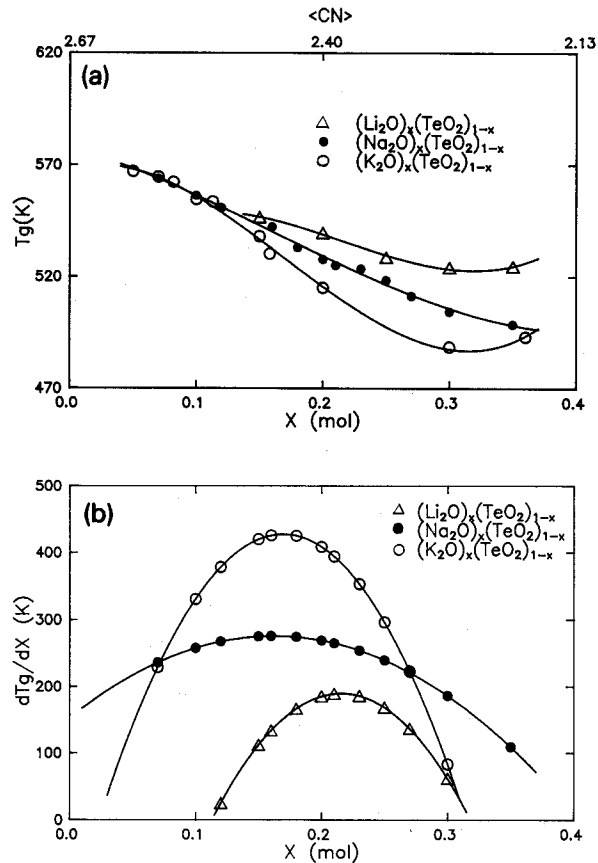 <CN>
2.67 2.40 2.13
620
(a)
△ (Li₂O)ₓ(TeO₂)₁₋ₓ
● (Na₂O)ₓ(TeO₂)₁₋ₓ
○ (K₂O)ₓ(TeO₂)₁₋ₓ
570
Tg(K)
520
470
0.0 0.1 0.2 0.3 0.4
X (mol)
500
(b)
△ (Li₂O)ₓ(TeO₂)₁₋ₓ
● (Na₂O)ₓ(TeO₂)₁₋ₓ
○ (K₂O)ₓ(TeO₂)₁₋ₓ
400
300
dTg/dX (K)
200
100
0
0.0 0.1 0.2 0.3 0.4
X (mol)